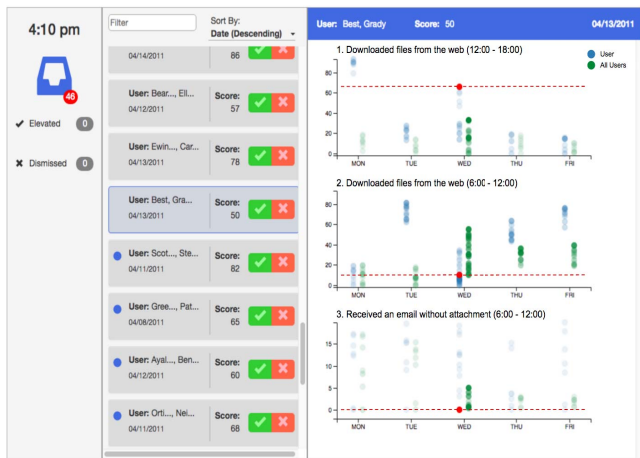 4:10 pm
46
Elevated 0
Dismissed 0
Filter
Sort By:
Date (Descending)
04/14/2011 86
User: Bear..., Ell... Score:
04/12/2011 57
User: Ewin..., Car... Score:
04/13/2011 78
User: Best, Gra... Score:
04/13/2011 50
User: Scot..., Ste... Score:
04/11/2011 82
User: Gree..., Pat... Score:
04/08/2011 65
User: Ayal..., Ben... Score:
04/12/2011 60
User: Orti..., Nei... Score:
04/11/2011 68
User: Best, Grady Score: 50 04/13/2011
1. Downloaded files from the web (12:00 - 18:00)
User
All Users
80
60
40
20
0
MON TUE WED THU FRI
2. Downloaded files from the web (6:00 - 12:00)
80
60
40
20
0
MON TUE WED THU FRI
3. Received an email without attachment (6:00 - 12:00)
15
10
5
0
MON TUE WED THU FRI